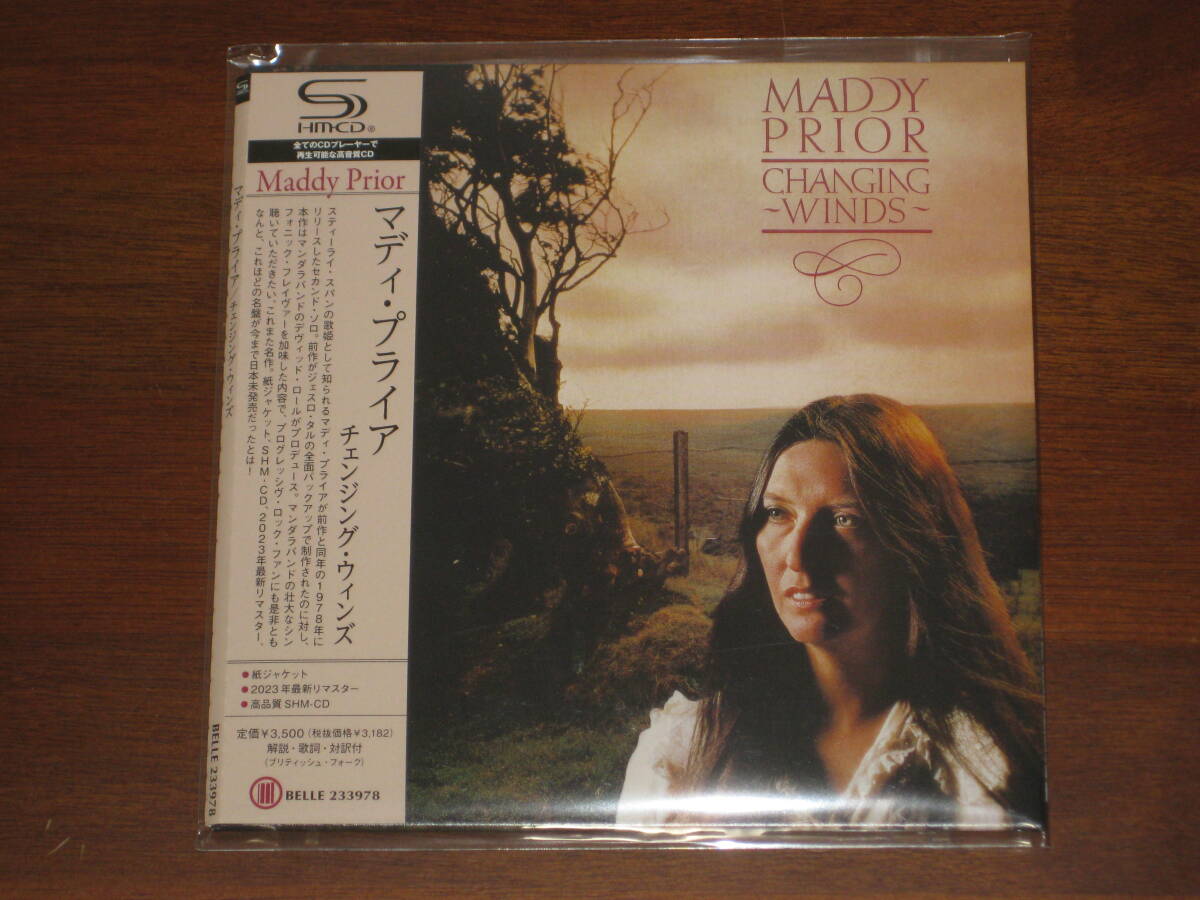 HM-CD®
全てのCDプレーヤーで
再生可能な高音質CD
Maddy Prior
マディ・プライア
チェンジング・ウィンズ
スティーライ・スパンの歌姫として知られるマディ・プライアが前作と同年の1978年に
リリースしたセカンド・ソロ。前作がジェスロ・タルの全面バックアップで制作されたのに対し、
本作はマンダラバンドのデヴィッド・ロールがプロデュース。マンダラバンドの壮大なシン
フォニック・フレイヴァーを加味した内容で、プログレッシヴ・ロック・ファンにも是非とも
聴いていただきたい。これまた名作。紙ジャケット、SHM-CD、2023年最新リマスター、
なんと、これほどの名盤が今まで日本未発売だったとは!
●紙ジャケット
●2023年最新リマスター
●高品質SHM-CD
定価¥3,500(税抜価格¥3,182)
解説・歌詞・対訳付
(ブリティッシュ・フォーク)
BELLE 233978
マディ・プライア/チェンジング・ウィンズ
BELLE 233978
MADDY
PRIOR
CHANGING
~WINDS~